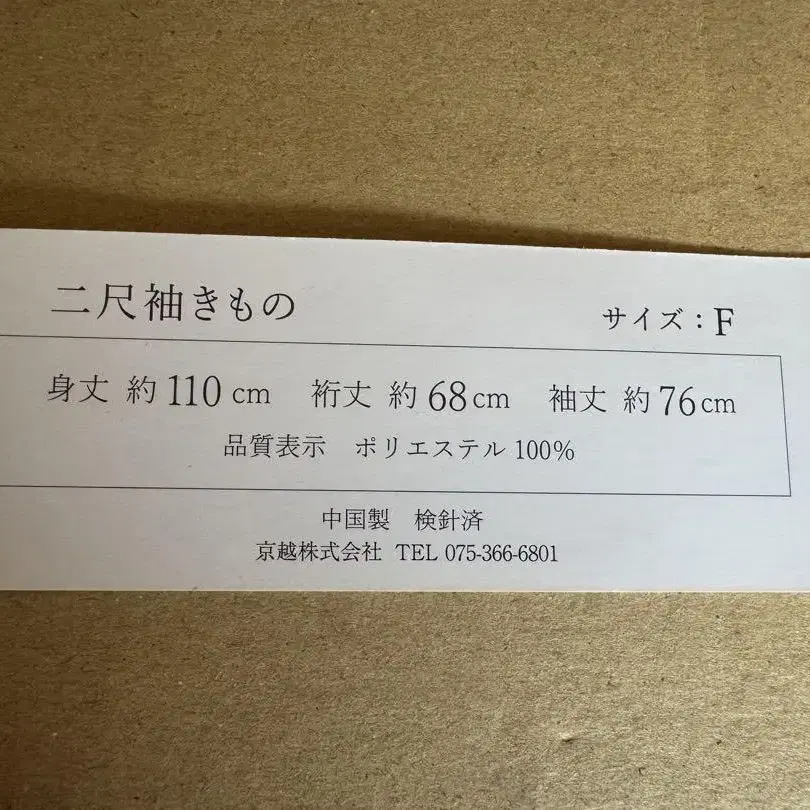 二尺袖きもの サイズ：F
身丈 約110cm 裄丈 約68cm 袖丈 約76cm
品質表示 ポリエステル100%
中国製 検針済
京越株式会社 TEL 075-366-6801